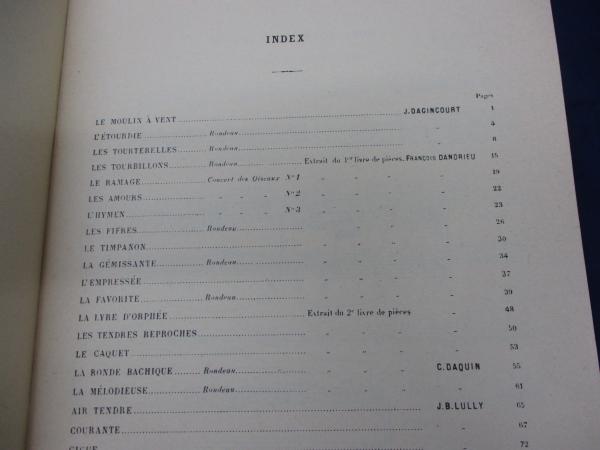 INDEX
Pages
LE MOULIN À VENT J. DAGINCOURT 1
L'ÉTOURDIE Rondeau „ 4
LES TOURTERELLES Rondeau „ 8
LES TOURBILLONS Rondeau Extrait du 1er livre de pièces. FRANÇOIS DANDRIEU 15
LE RAMAGE Concert des Oiseaux N° 1 „ „ „ „ 19
LES AMOURS „ „ „ N° 2 „ „ „ „ 22
L'HYMEN „ „ „ N° 3 „ „ „ „ 23
LES FIFRES Rondeau „ „ „ „ 26
LE TIMPANON „ „ „ „ 30
LA GÉMISSANTE Rondeau „ „ „ „ 34
L'EMPRESSÉE „ „ „ „ 37
LA FAVORITE Rondeau „ „ „ „ 39
LA LYRE D'ORPHÉE Extrait du 2e livre de pièces „ 48
LES TENDRES REPROCHES „ „ „ „ 50
LE CAQUET „ „ „ „ 53
LA RONDE BACHIQUE Rondeau C. DAQUIN 55
LA MÉLODIEUSE Rondeau „ 61
AIR TENDRE J. B. LULLY 65
COURANTE „ 67
GIGUE 72